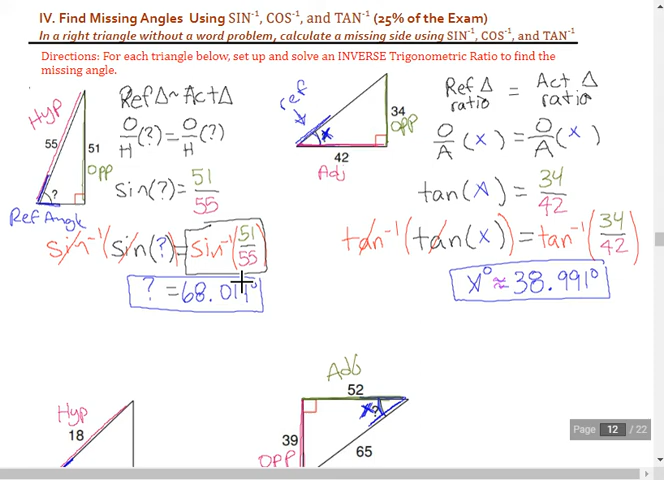 IV. Find Missing Angles Using SIN⁻¹, COS⁻¹, and TAN⁻¹ (25% of the Exam)
In a right triangle without a word problem, calculate a missing side using SIN⁻¹, COS⁻¹, and TAN⁻¹
Directions: For each triangle below, set up and solve an INVERSE Trigonometric Ratio to find the
missing angle.
Hyp
55
51
OPP
?
Ref Angle
Ref Δ ~ Act Δ
O/H (?) = O/H (?)
sin(?) = 51/55
sin⁻¹(sin(?) = sin⁻¹(51/55)
? = 68.014°
ref
x
34
OPP
42
Adj
Ref Δ ratio = Act Δ ratio
O/A (x) = O/A (x)
tan(x) = 34/42
tan⁻¹(tan(x)) = tan⁻¹(34/42)
x° ≈ 38.991°
Hyp
18
Adj
52
x?
39
OPP
65
Page 12 / 22